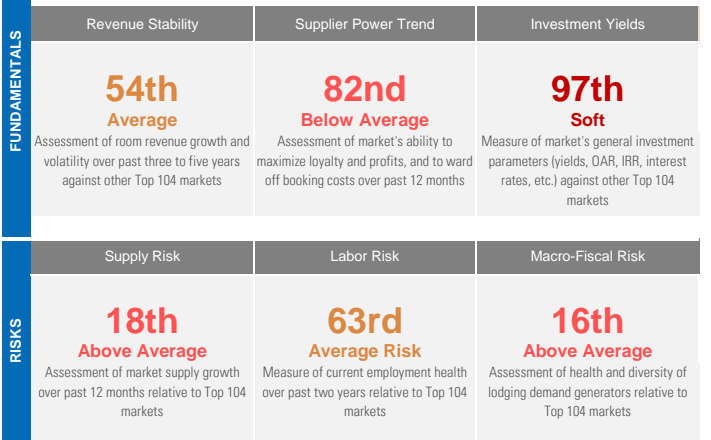 FUNDAMENTALS
Revenue Stability
54th
Average
Assessment of room revenue growth and
volatility over past three to five years
against other Top 104 markets
Supplier Power Trend
82nd
Below Average
Assessment of market's ability to
maximize loyalty and profits, and to ward
off booking costs over past 12 months
Investment Yields
97th
Soft
Measure of market's general investment
parameters (yields, OAR, IRR, interest
rates, etc.) against other Top 104
markets
RISKS
Supply Risk
18th
Above Average
Assessment of market supply growth
over past 12 months relative to Top 104
markets
Labor Risk
63rd
Average Risk
Measure of current employment health
over past two years relative to Top 104
markets
Macro-Fiscal Risk
16th
Above Average
Assessment of health and diversity of
lodging demand generators relative to
Top 104 markets